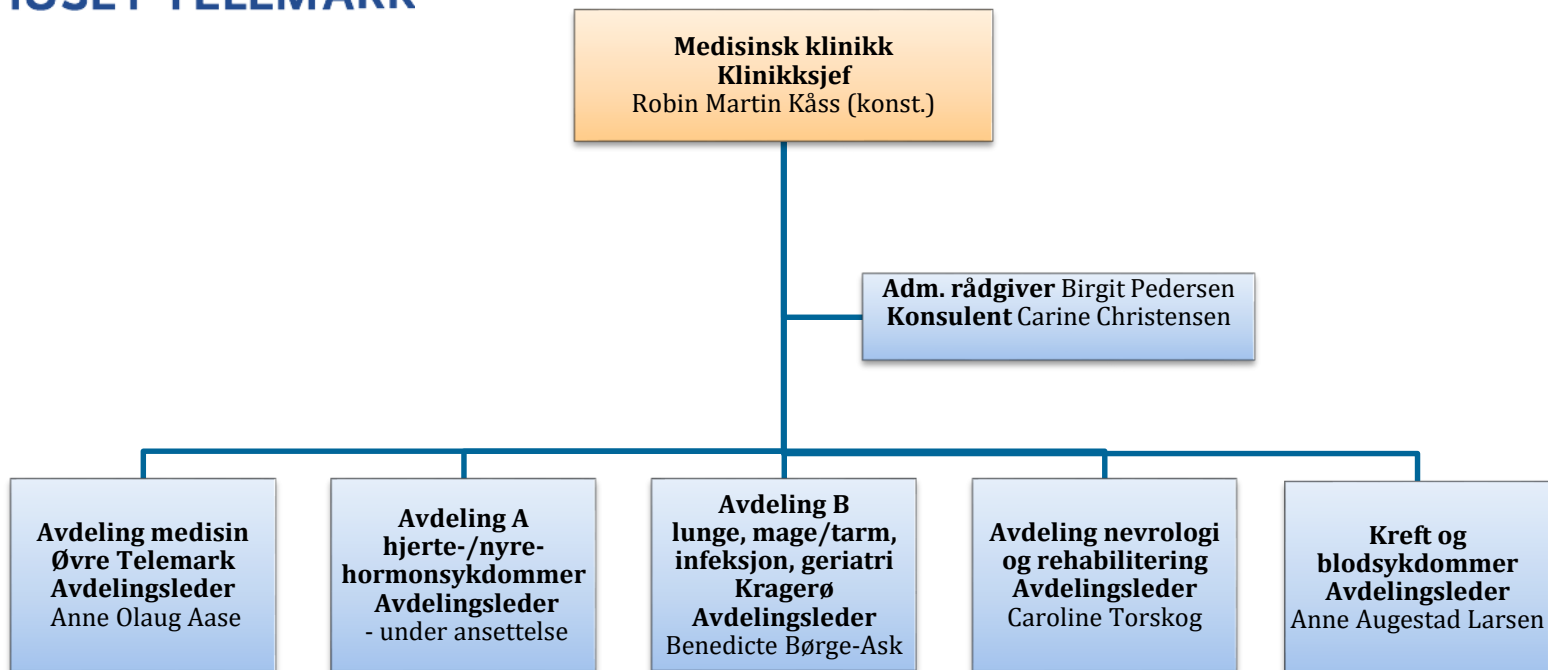 TELEMARK
Medisinsk klinikk
Klinikksjef
Robin Martin Kåss (konst.)
Adm. rådgiver Birgit Pedersen
Konsulent Carine Christensen
Avdeling medisin
Øvre Telemark
Avdelingsleder
Anne Olaug Aase
Avdeling A
hjerte-/nyre-
hormonsykdommer
Avdelingsleder
- under ansettelse
Avdeling B
lunge, mage/tarm,
infeksjon, geriatri
Kragerø
Avdelingsleder
Benedicte Børge-Ask
Avdeling nevrologi
og rehabilitering
Avdelingsleder
Caroline Torskog
Kreft og
blodsykdommer
Avdelingsleder
Anne Augestad Larsen